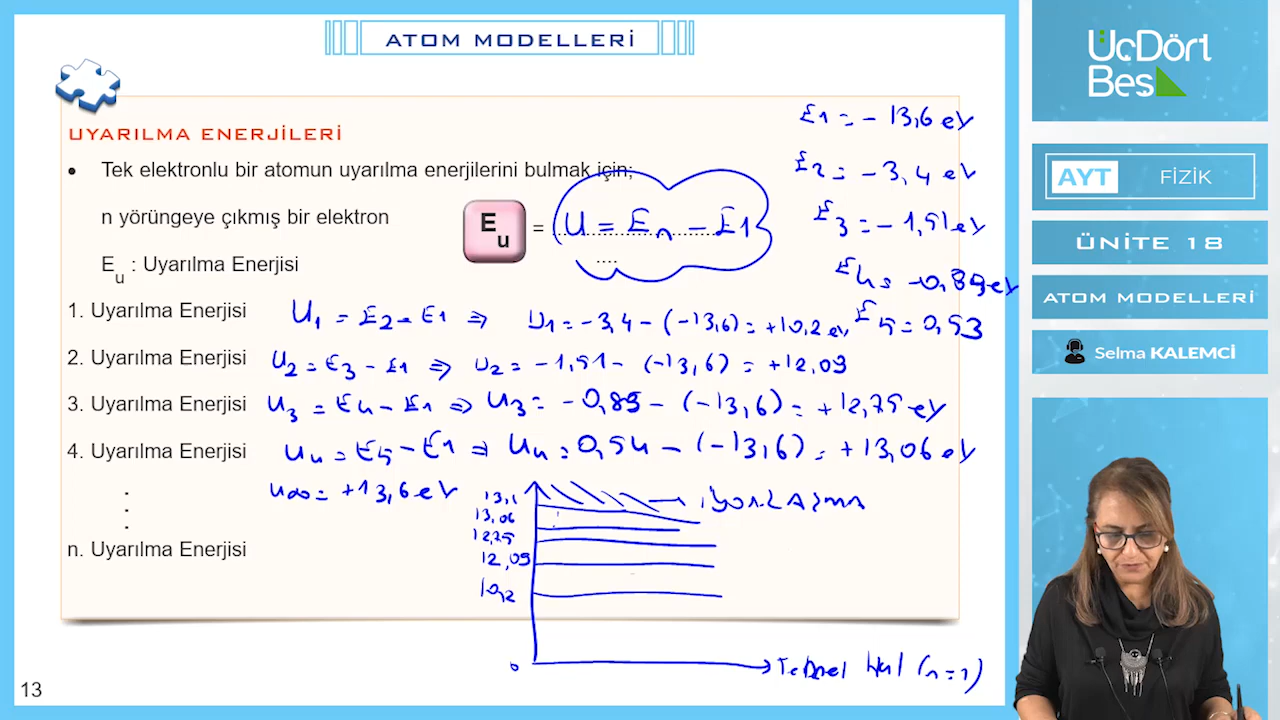 ATOM MODELLERİ
UYARILMA ENERJİLERİ
• Tek elektronlu bir atomun uyarılma enerjilerini bulmak için;
n yörüngeye çıkmış bir elektron
Eu = U = En - E1
Eu : Uyarılma Enerjisi
1. Uyarılma Enerjisi U1 = E2 - E1 ⇒ U1 = -3,4 - (-13,6) = +10,2 eV
2. Uyarılma Enerjisi U2 = E3 - E1 ⇒ U2 = -1,51 - (-13,6) = +12,09
3. Uyarılma Enerjisi U3 = E4 - E1 ⇒ U3 = -0,85 - (-13,6) = +12,75 eV
4. Uyarılma Enerjisi U4 = E5 - E1 ⇒ U4 = 0,54 - (-13,6) = +13,06 eV
U∞ = +13,6 eV
n. Uyarılma Enerjisi
E1 = -13,6 eV
E2 = -3,4 eV
E3 = -1,51 eV
E4 = -0,85 eV
E5 = 0,53
İyonlaşma
13,06
12,75
12,09
10,2
0
Temel hal (n=1)
13
ÜçDört
Beş
AYT FİZİK
ÜNİTE 18
ATOM MODELLERİ
Selma KALEMCİ